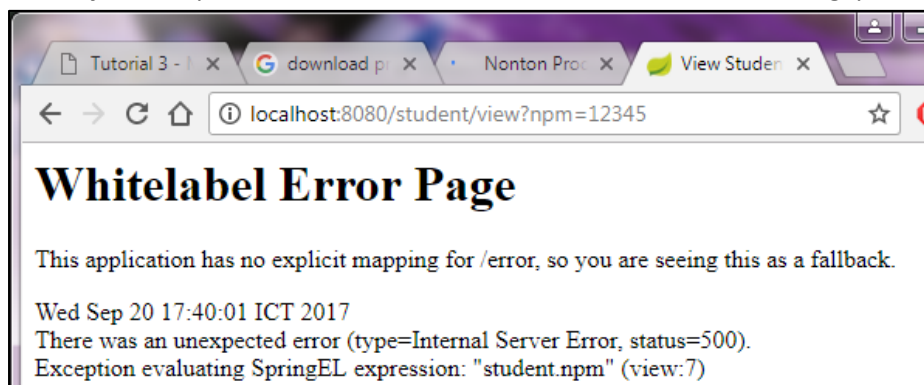 Tutorial 3 -
download p
Nonton Proc
View Studen
localhost:8080/student/view?npm=12345
Whitelabel Error Page
This application has no explicit mapping for /error, so you are seeing this as a fallback.
Wed Sep 20 17:40:01 ICT 2017
There was an unexpected error (type=Internal Server Error, status=500).
Exception evaluating SpringEL expression: "student.npm" (view:7)